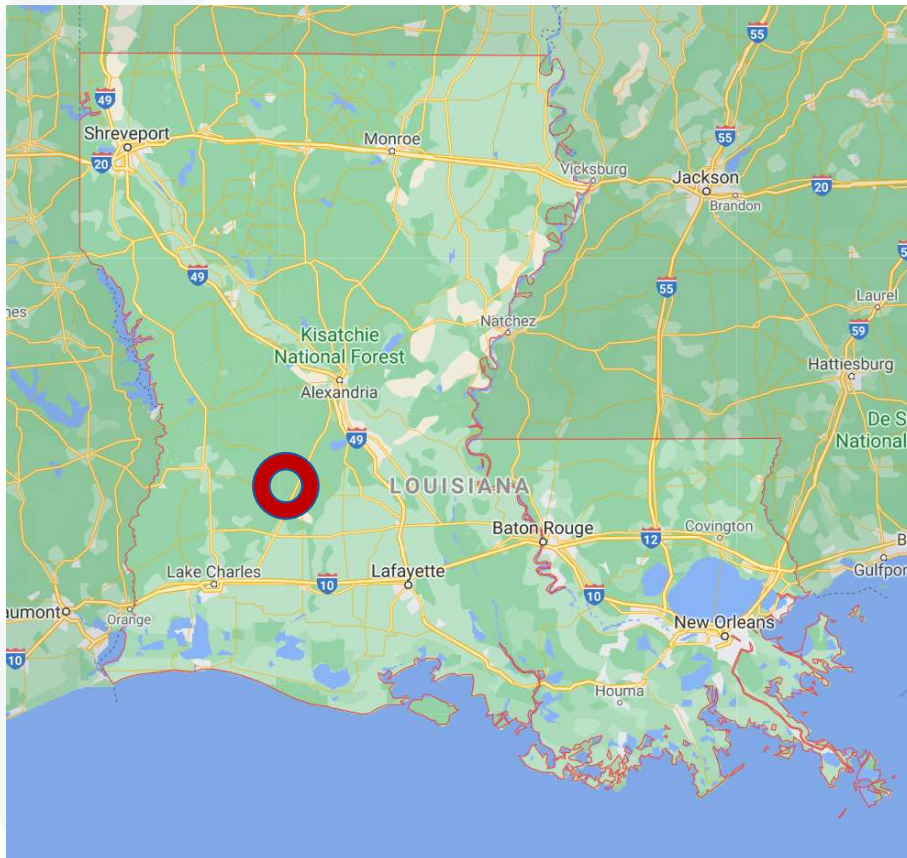 55
49
Shreveport
Monroe
55
20
Vicksburg
Jackson
20
Brandon
49
55
Laurel
Natchez
59
Kisatchie
National Forest
Hattiesburg
Alexandria
De S
National
49
LOUISIANA
Baton Rouge
Covington
12
Lake Charles
10
Lafayette
Gulfpor
10
aumont
Orange
New Orleans
10
Houma